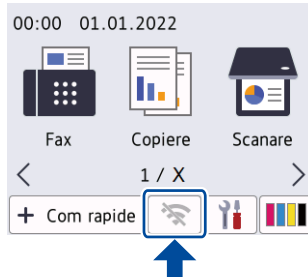 00:00 01.01.2022
Fax Copiere Scanare
< 1 / X >
+ Com rapide